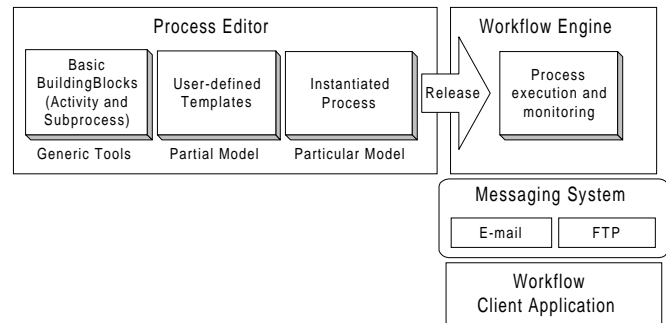 Process Editor
Basic
BuildingBlocks
(Activity and
Subprocess)
Generic Tools
User-defined
Templates
Partial Model
Instantiated
Process
Particular Model
Release
Workflow Engine
Process
execution and
monitoring
Messaging System
E-mail
FTP
Workflow
Client Application